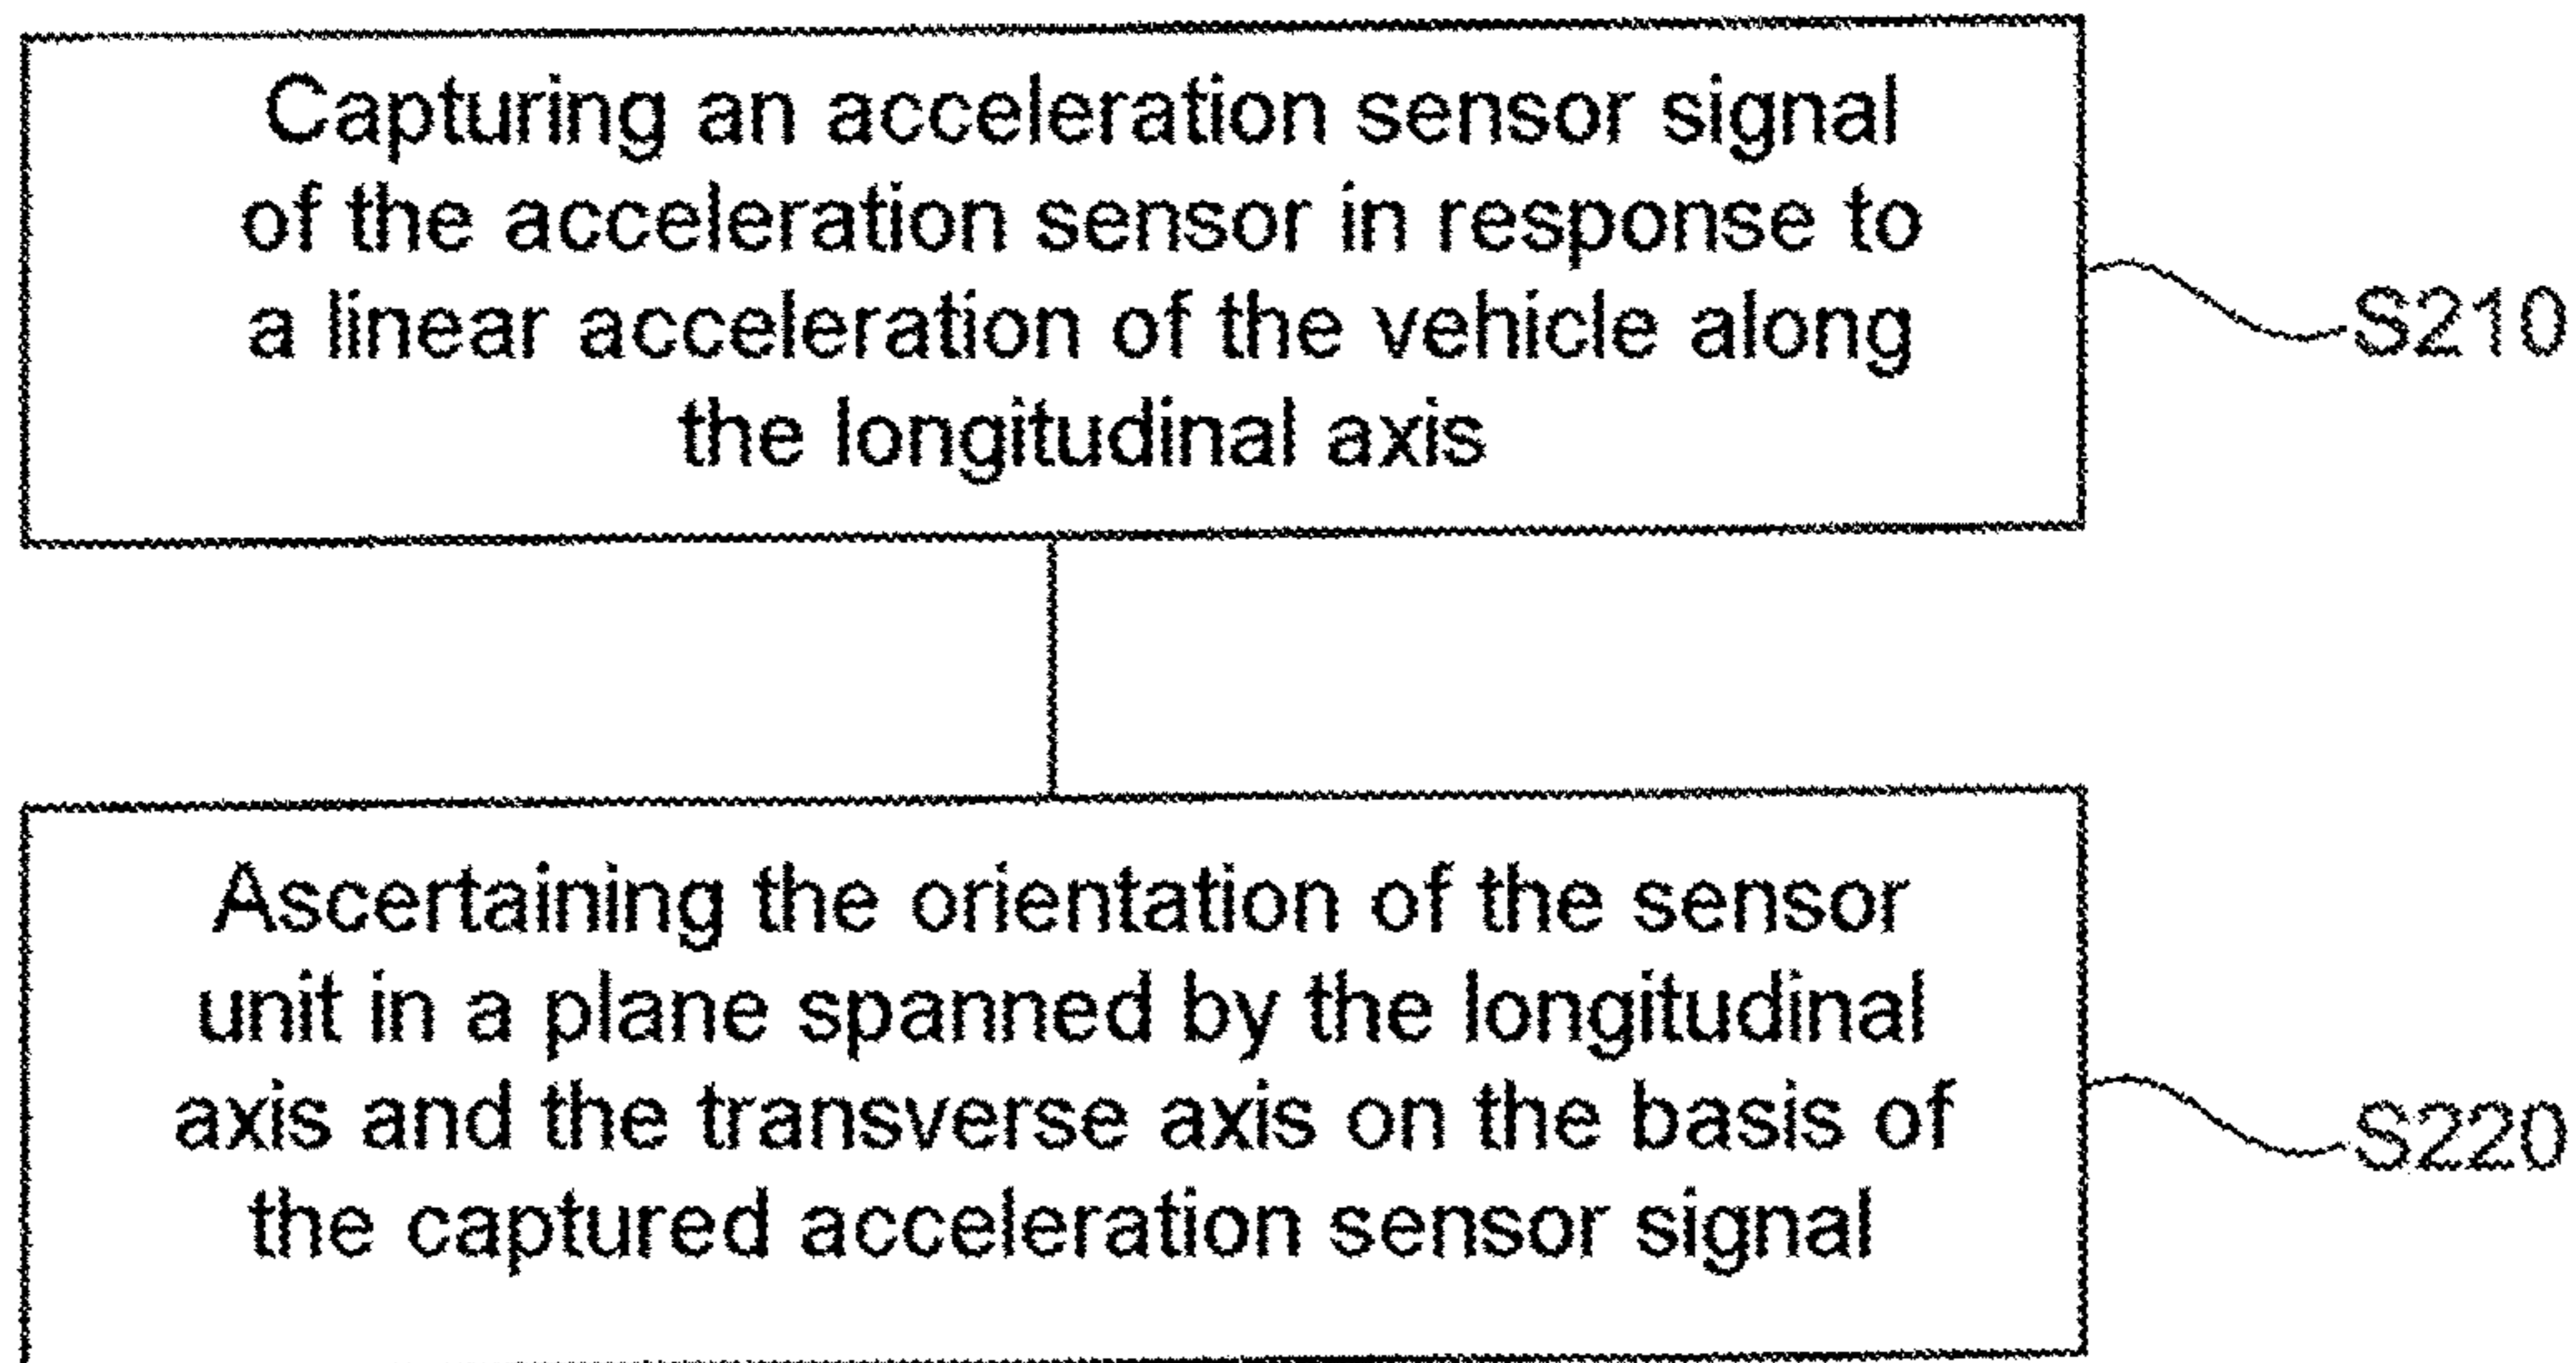 Capturing an acceleration sensor signal
of the acceleration sensor in response to
a linear acceleration of the vehicle along
the longitudinal axis
S210
Ascertaining the orientation of the sensor
unit in a plane spanned by the longitudinal
axis and the transverse axis on the basis of
the captured acceleration sensor signal
S220